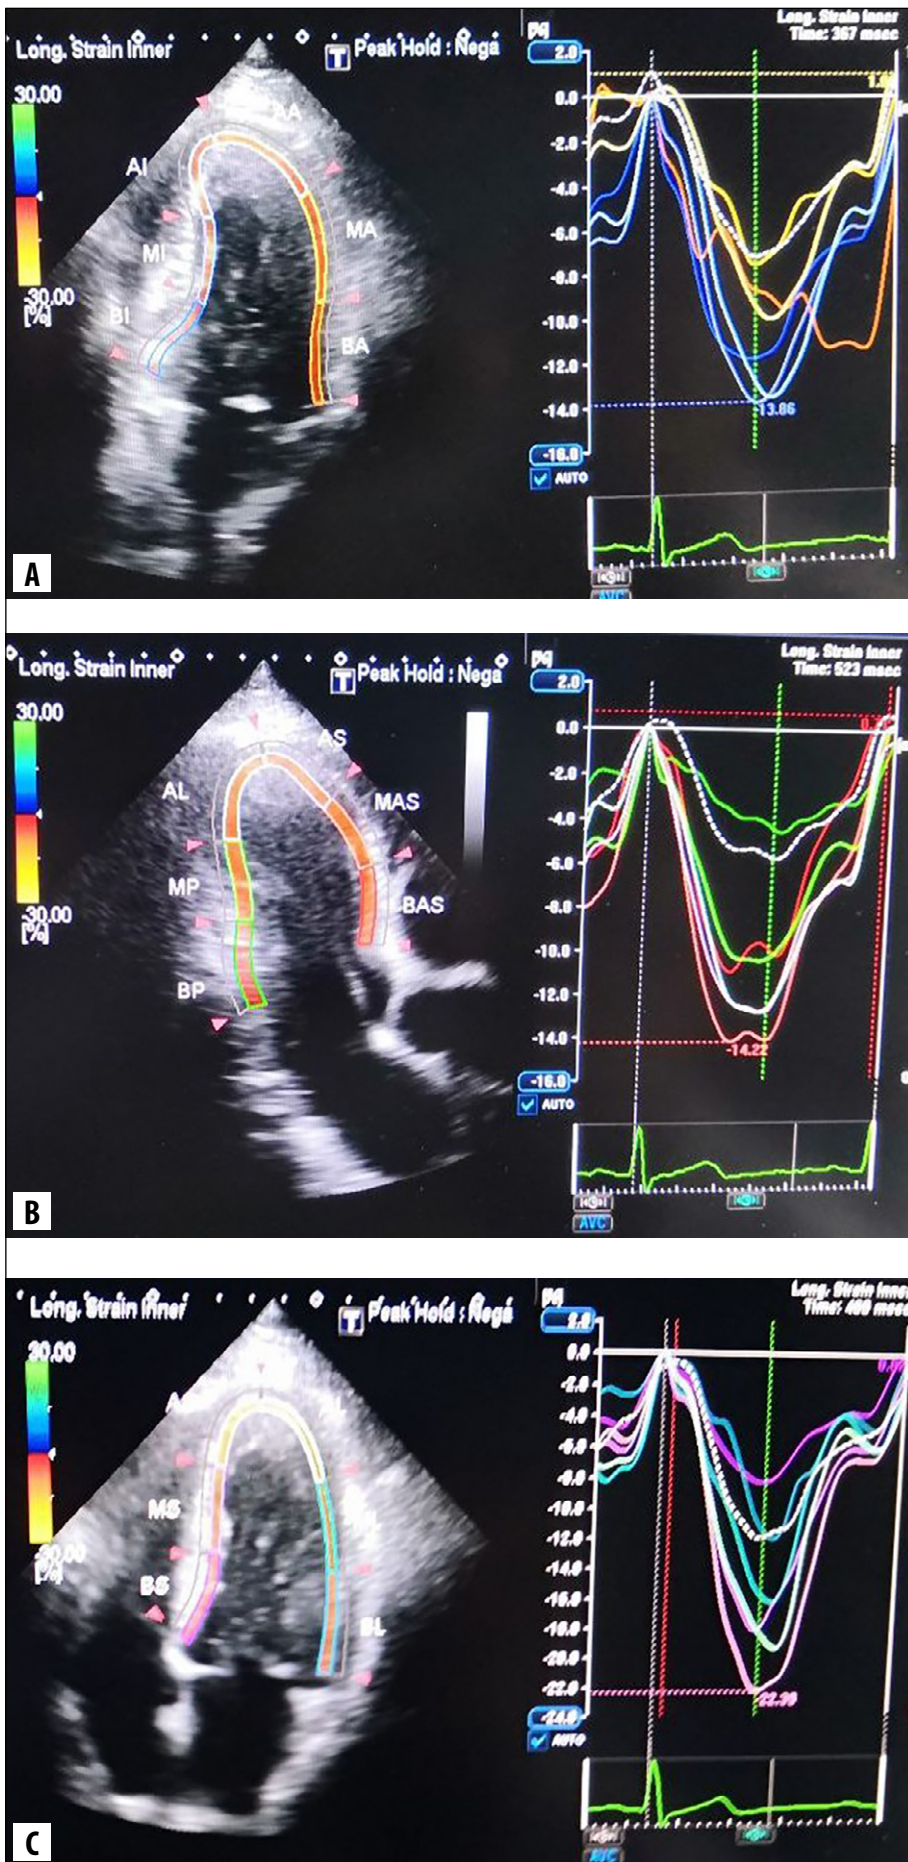 Long. Strain Inner
T Peak Hold : Nega
30.00
-30.00
[%]
AA
AI
MA
MI
BI
BA
[%]
Long. Strain Inner
Time: 367 msec
2.0
0.0
-2.0
-4.0
-6.0
-8.0
-10.0
-12.0
-14.0
-13.86
-16.0
AUTO
AVC
A
Long. Strain Inner
T Peak Hold : Nega
30.00
-30.00
[%]
AS
AL
MAS
MP
BAS
BP
[%]
Long. Strain Inner
Time: 523 msec
2.0
0.0
-2.0
-4.0
-6.0
-8.0
-10.0
-12.0
-14.0
-14.22
-16.0
AUTO
AVC
B
Long. Strain Inner
T Peak Hold : Nega
30.00
-30.00
[%]
MS
BS
BL
[%]
Long. Strain Inner
2.0
0.0
-2.0
-4.0
-6.0
-8.0
-10.0
-12.0
-14.0
-16.0
-18.0
-20.0
-22.0
-24.0
AUTO
AVC
C